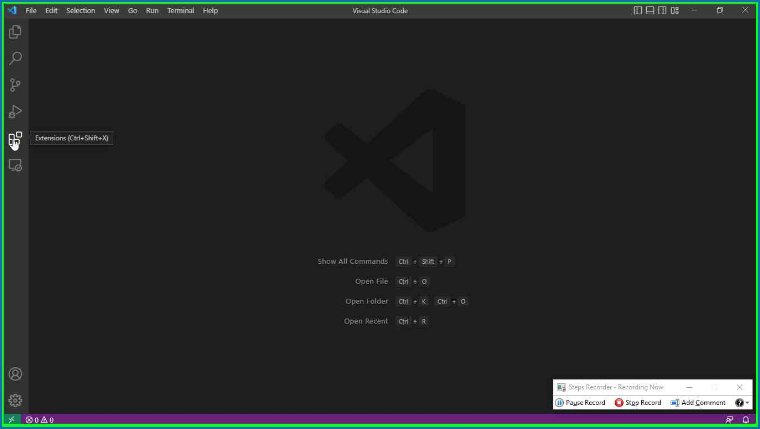 File Edit Selection View Go Run Terminal Help
Visual Studio Code
Extensions (Ctrl+Shift+X)
Show All Commands Ctrl + Shift + P
Open File Ctrl + O
Open Folder Ctrl + K Ctrl + O
Open Recent Ctrl + R
Steps Recorder - Recording Now
Pause Record Stop Record Add Comment
0 0